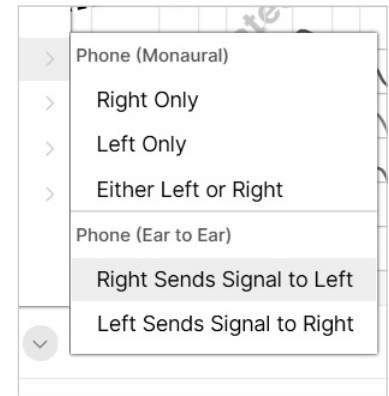 Phone (Monaural)
Right Only
Left Only
Either Left or Right
Phone (Ear to Ear)
Right Sends Signal to Left
Left Sends Signal to Right